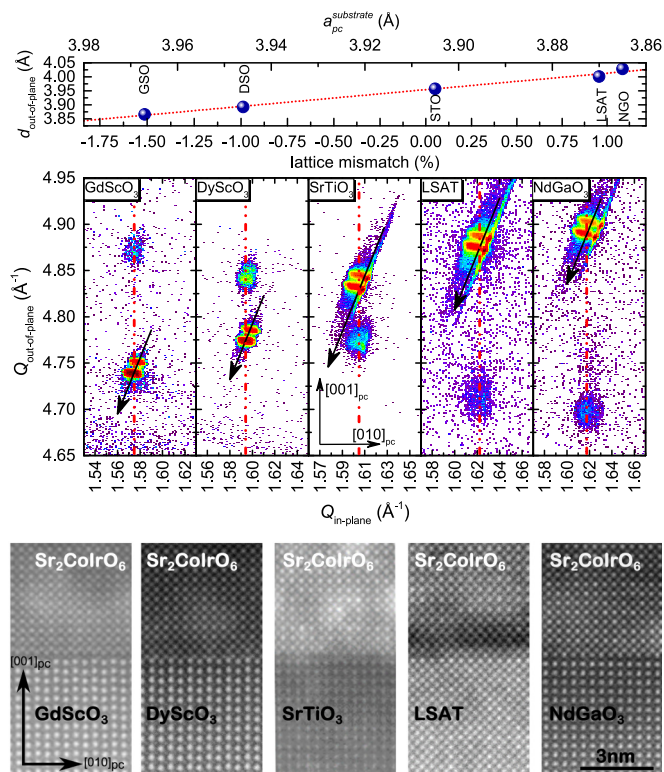 a_pc^substrate (Å)
3.98 3.96 3.94 3.92 3.90 3.88 3.86
d_out-of-plane (Å)
4.05
4.00
3.95
3.90
3.85
GSO
DSO
STO
LSAT
NGO
-1.75 -1.50 -1.25 -1.00 -0.75 -0.50 -0.25 0.00 0.25 0.50 0.75 1.00
lattice mismatch (%)
GdScO₃ DyScO₃ SrTiO₃ LSAT NdGaO₃
Q_out-of-plane (Å⁻¹)
4.95
4.90
4.85
4.80
4.75
4.70
4.65
[001]pc
[010]pc
1.54 1.56 1.58 1.60 1.58 1.60 1.62 1.64 1.57 1.59 1.61 1.63 1.65 1.60 1.62 1.64 1.66 1.60 1.62 1.64 1.66
Q_in-plane (Å⁻¹)
Sr₂CoIrO₆ Sr₂CoIrO₆ Sr₂CoIrO₆ Sr₂CoIrO₆ Sr₂CoIrO₆
[001]pc
GdScO₃ DyScO₃ SrTiO₃ LSAT NdGaO₃
[010]pc
3nm